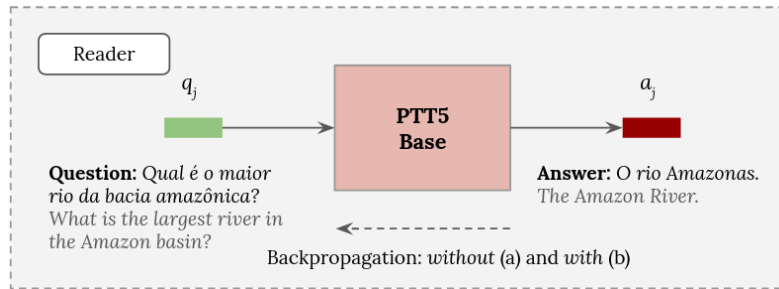 Reader
q_j
a_j
PTT5
Base
Question: Qual é o maior
rio da bacia amazônica?
What is the largest river in
the Amazon basin?
Answer: O rio Amazonas.
The Amazon River.
Backpropagation: without (a) and with (b)